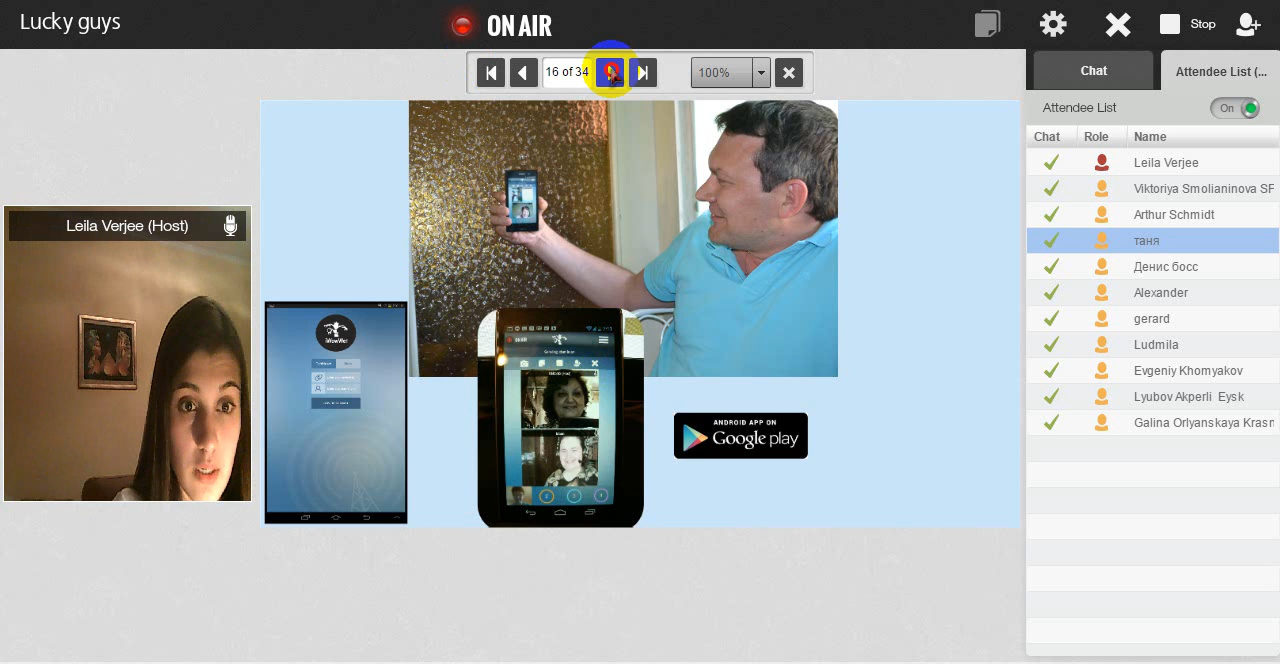 Lucky guys
ON AIR
Stop
16 of 34
100%
Chat
Attendee List (...
Attendee List
On
Chat Role Name
Leila Verjee
Viktoriya Smolianinova SF
Arthur Schmidt
таня
Денис босс
Alexander
gerard
Ludmila
Evgeniy Khomyakov
Lyubov Akperli Eysk
Galina Orlyanskaya Krasn
Leila Verjee (Host)
iWowWe
ANDROID APP ON
Google play